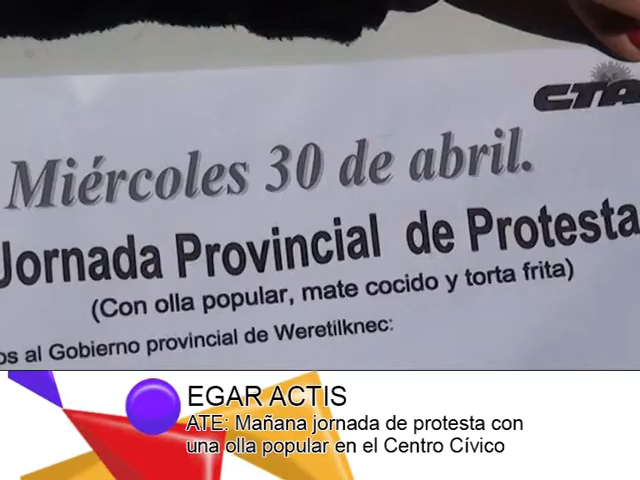 CTA
Miércoles 30 de abril.
Jornada Provincial de Protesta
(Con olla popular, mate cocido y torta frita)
os al Gobierno provincial de Weretilknec:
EGAR ACTIS
ATE: Mañana jornada de protesta con
una olla popular en el Centro Cívico